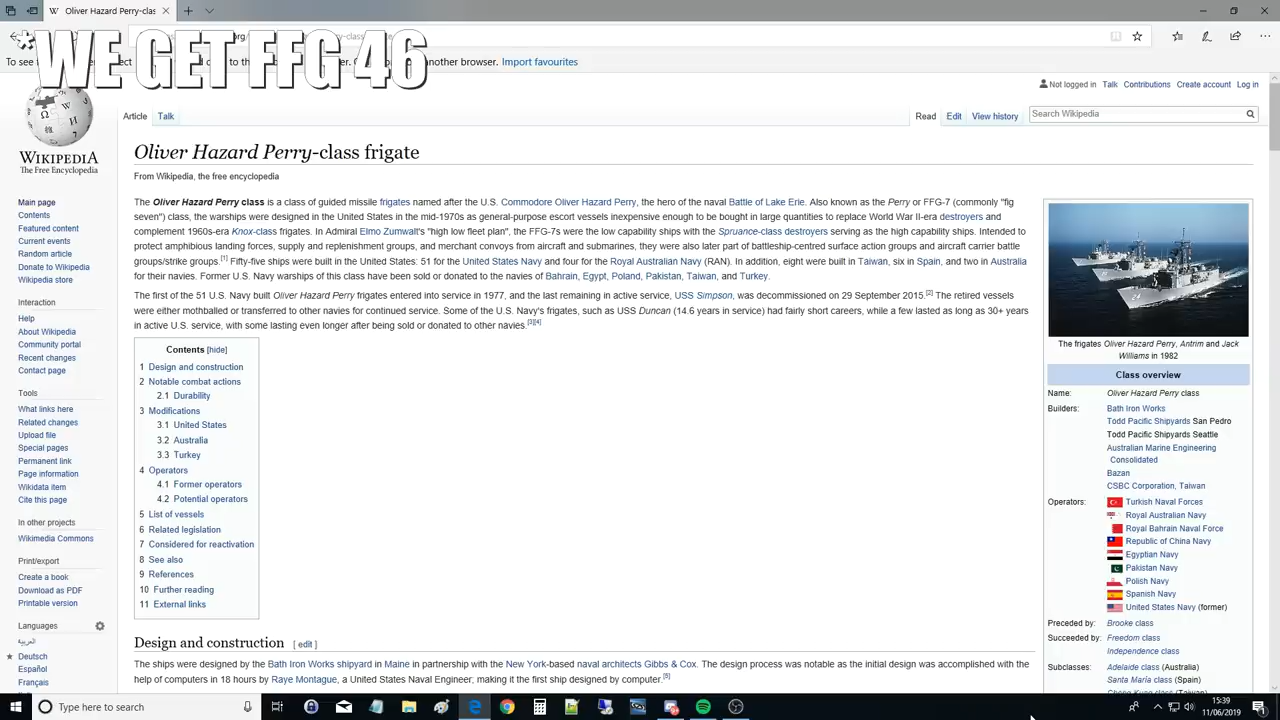 W Oliver Hazard Perry-clas
*WE GET FFG 46
Import favourites
Not logged in Talk Contributions Create account Log in
Article Talk
Read Edit View history
Search Wikipedia
WIKIPEDIA
The Free Encyclopedia
Main page
Contents
Featured content
Current events
Random article
Donate to Wikipedia
Wikipedia store
Interaction
Help
About Wikipedia
Community portal
Recent changes
Contact page
Tools
What links here
Related changes
Upload file
Special pages
Permanent link
Page information
Wikidata item
Cite this page
In other projects
Wikimedia Commons
Print/export
Create a book
Download as PDF
Printable version
Languages
العربية
Deutsch
Español
Français
Oliver Hazard Perry-class frigate
From Wikipedia, the free encyclopedia
The Oliver Hazard Perry class is a class of guided missile frigates named after the U.S. Commodore Oliver Hazard Perry, the hero of the naval Battle of Lake Erie. Also known as the Perry or FFG-7 (commonly "fig
seven") class, the warships were designed in the United States in the mid-1970s as general-purpose escort vessels inexpensive enough to be bought in large quantities to replace World War II-era destroyers and
complement 1960s-era Knox-class frigates. In Admiral Elmo Zumwalt's "high low fleet plan", the FFG-7s were the low capability ships with the Spruance-class destroyers serving as the high capability ships. Intended to
protect amphibious landing forces, supply and replenishment groups, and merchant convoys from aircraft and submarines, they were also later part of battleship-centred surface action groups and aircraft carrier battle
groups/strike groups.[1] Fifty-five ships were built in the United States: 51 for the United States Navy and four for the Royal Australian Navy (RAN). In addition, eight were built in Taiwan, six in Spain, and two in Australia
for their navies. Former U.S. Navy warships of this class have been sold or donated to the navies of Bahrain, Egypt, Poland, Pakistan, Taiwan, and Turkey.
The first of the 51 U.S. Navy built Oliver Hazard Perry frigates entered into service in 1977, and the last remaining in active service, USS Simpson, was decommissioned on 29 September 2015.[2] The retired vessels
were either mothballed or transferred to other navies for continued service. Some of the U.S. Navy's frigates, such as USS Duncan (14.6 years in service) had fairly short careers, while a few lasted as long as 30+ years
in active U.S. service, with some lasting even longer after being sold or donated to other navies.[3][4]
Contents [hide]
1 Design and construction
2 Notable combat actions
2.1 Durability
3 Modifications
3.1 United States
3.2 Australia
3.3 Turkey
4 Operators
4.1 Former operators
4.2 Potential operators
5 List of vessels
6 Related legislation
7 Considered for reactivation
8 See also
9 References
10 Further reading
11 External links
Design and construction [ edit ]
The ships were designed by the Bath Iron Works shipyard in Maine in partnership with the New York-based naval architects Gibbs & Cox. The design process was notable as the initial design was accomplished with the
help of computers in 18 hours by Raye Montague, a United States Naval Engineer, making it the first ship designed by computer.[5]
The frigates Oliver Hazard Perry, Antrim and Jack
Williams in 1982
Class overview
Name: Oliver Hazard Perry class
Builders: Bath Iron Works
Todd Pacific Shipyards San Pedro
Todd Pacific Shipyards Seattle
Australian Marine Engineering
Consolidated
Bazan
CSBC Corporation, Taiwan
Operators: Turkish Naval Forces
Royal Australian Navy
Royal Bahrain Naval Force
Republic of China Navy
Egyptian Navy
Pakistan Navy
Polish Navy
Spanish Navy
United States Navy (former)
Preceded by: Brooke class
Succeeded by: Freedom class
Independence class
Subclasses: Adelaide class (Australia)
Santa María class (Spain)
Type here to search
15:39
11/06/2019